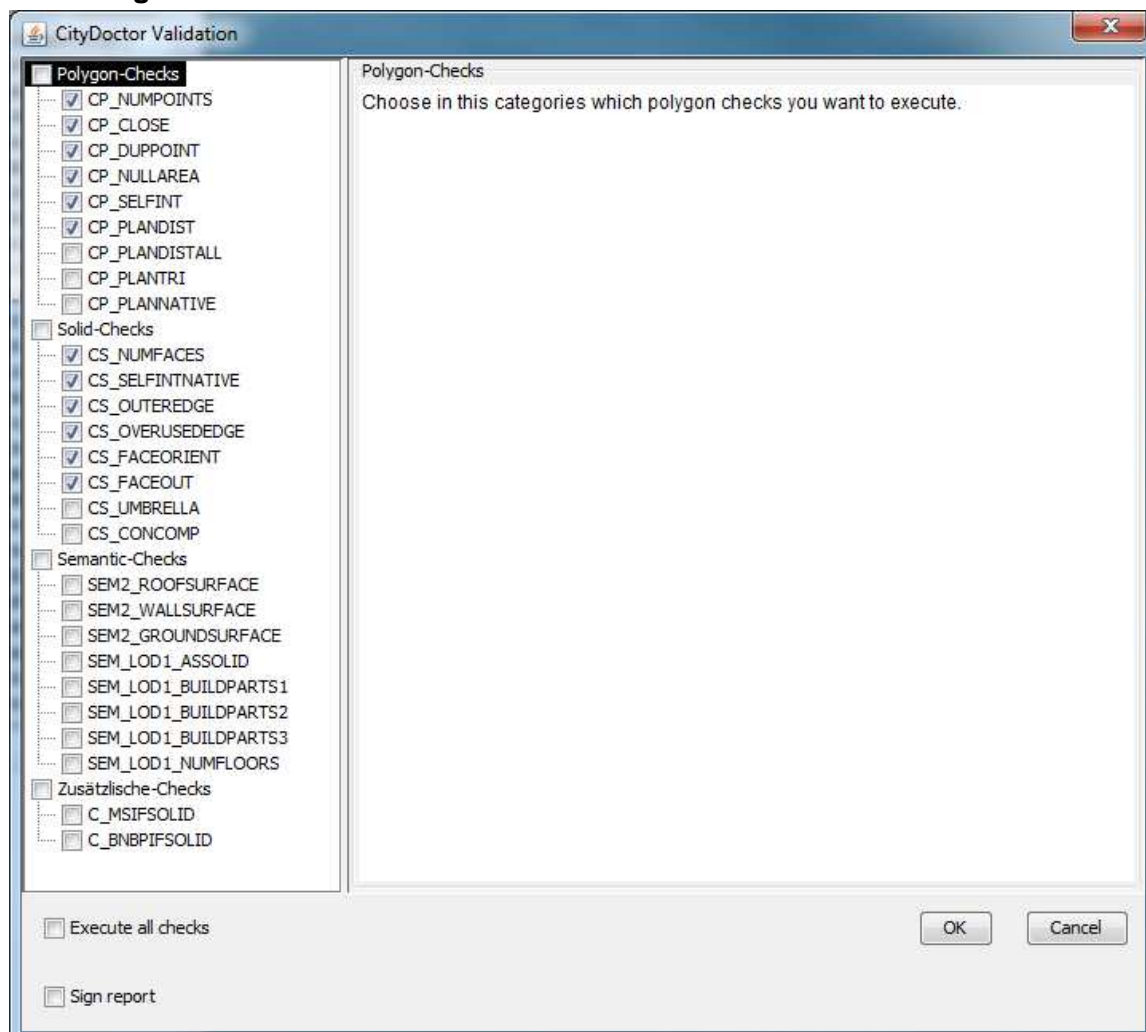 CityDoctor Validation
Polygon-Checks
CP_NUMPOINTS
CP_CLOSE
CP_DUPPOINT
CP_NULLAREA
CP_SELFINT
CP_PLANDIST
CP_PLANDISTALL
CP_PLANTRI
CP_PLANNATIVE
Solid-Checks
CS_NUMFACES
CS_SELFINTNATIVE
CS_OUTEREDGE
CS_OVERUSEDEDGE
CS_FACEORIENT
CS_FACEOUT
CS_UMBRELLA
CS_CONCOMP
Semantic-Checks
SEM2_ROOFSURFACE
SEM2_WALLSURFACE
SEM2_GROUNDSURFACE
SEM_LOD1_ASSOLID
SEM_LOD1_BUILDPARTS1
SEM_LOD1_BUILDPARTS2
SEM_LOD1_BUILDPARTS3
SEM_LOD1_NUMFLOORS
Zusätzlische-Checks
C_MSIFSOLID
C_BNBPIFSOLID
Polygon-Checks
Choose in this categories which polygon checks you want to execute.
Execute all checks
OK
Cancel
Sign report